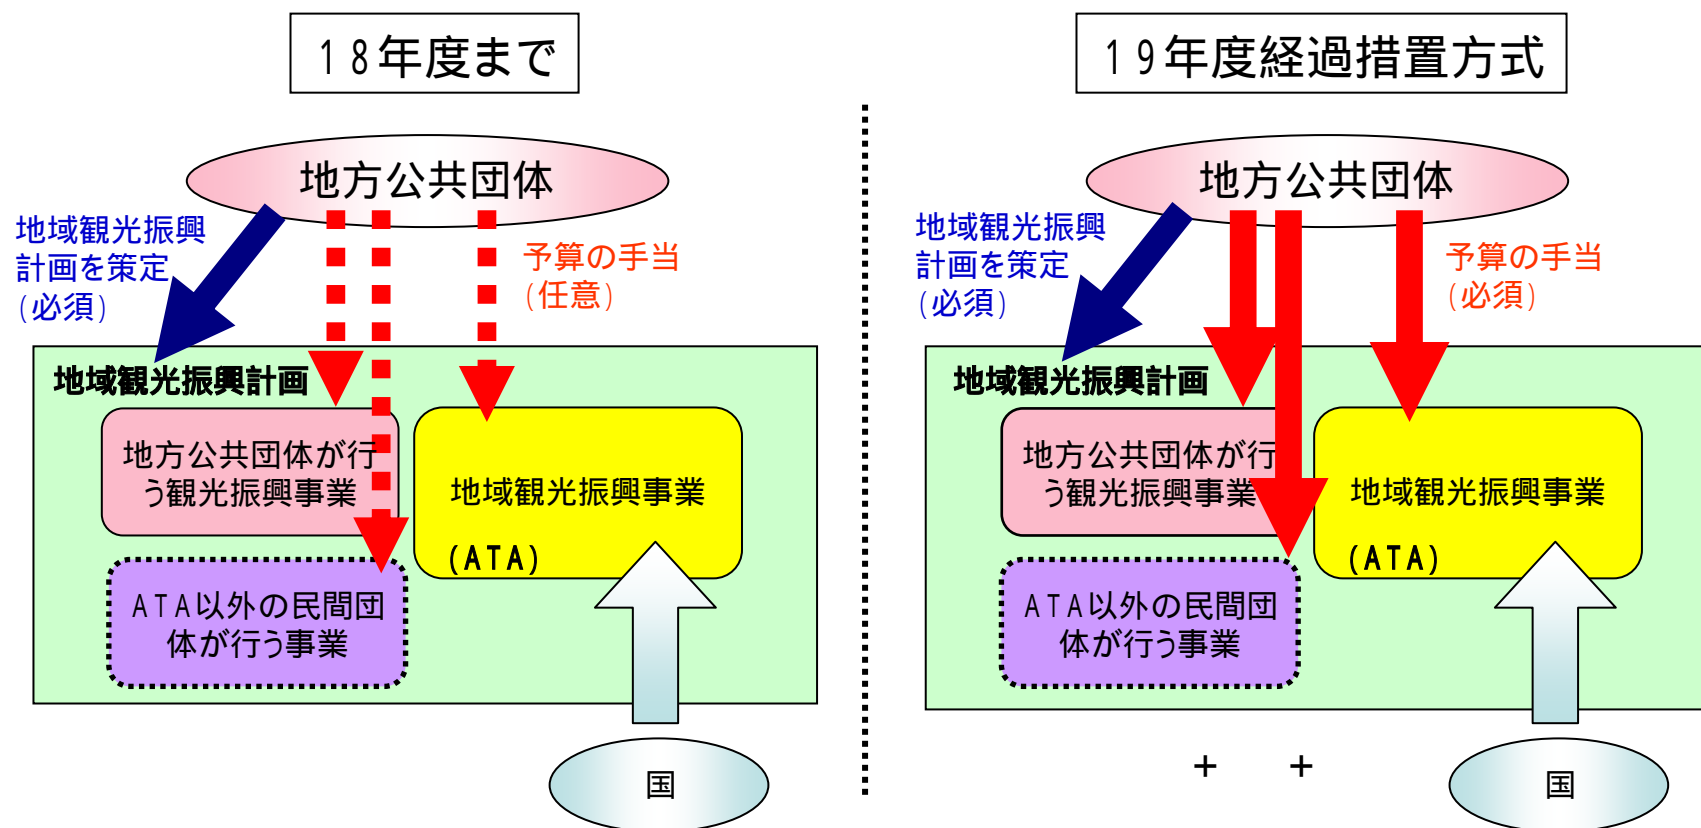 18年度まで
地方公共団体
地域観光振興
計画を策定
(必須)
予算の手当
(任意)
地域観光振興計画
地方公共団体が行
う観光振興事業
地域観光振興事業
(ATA)
ATA以外の民間団
体が行う事業
国
19年度経過措置方式
地方公共団体
地域観光振興
計画を策定
(必須)
予算の手当
(必須)
地域観光振興計画
地方公共団体が行
う観光振興事業
地域観光振興事業
(ATA)
ATA以外の民間団
体が行う事業
+ +
国